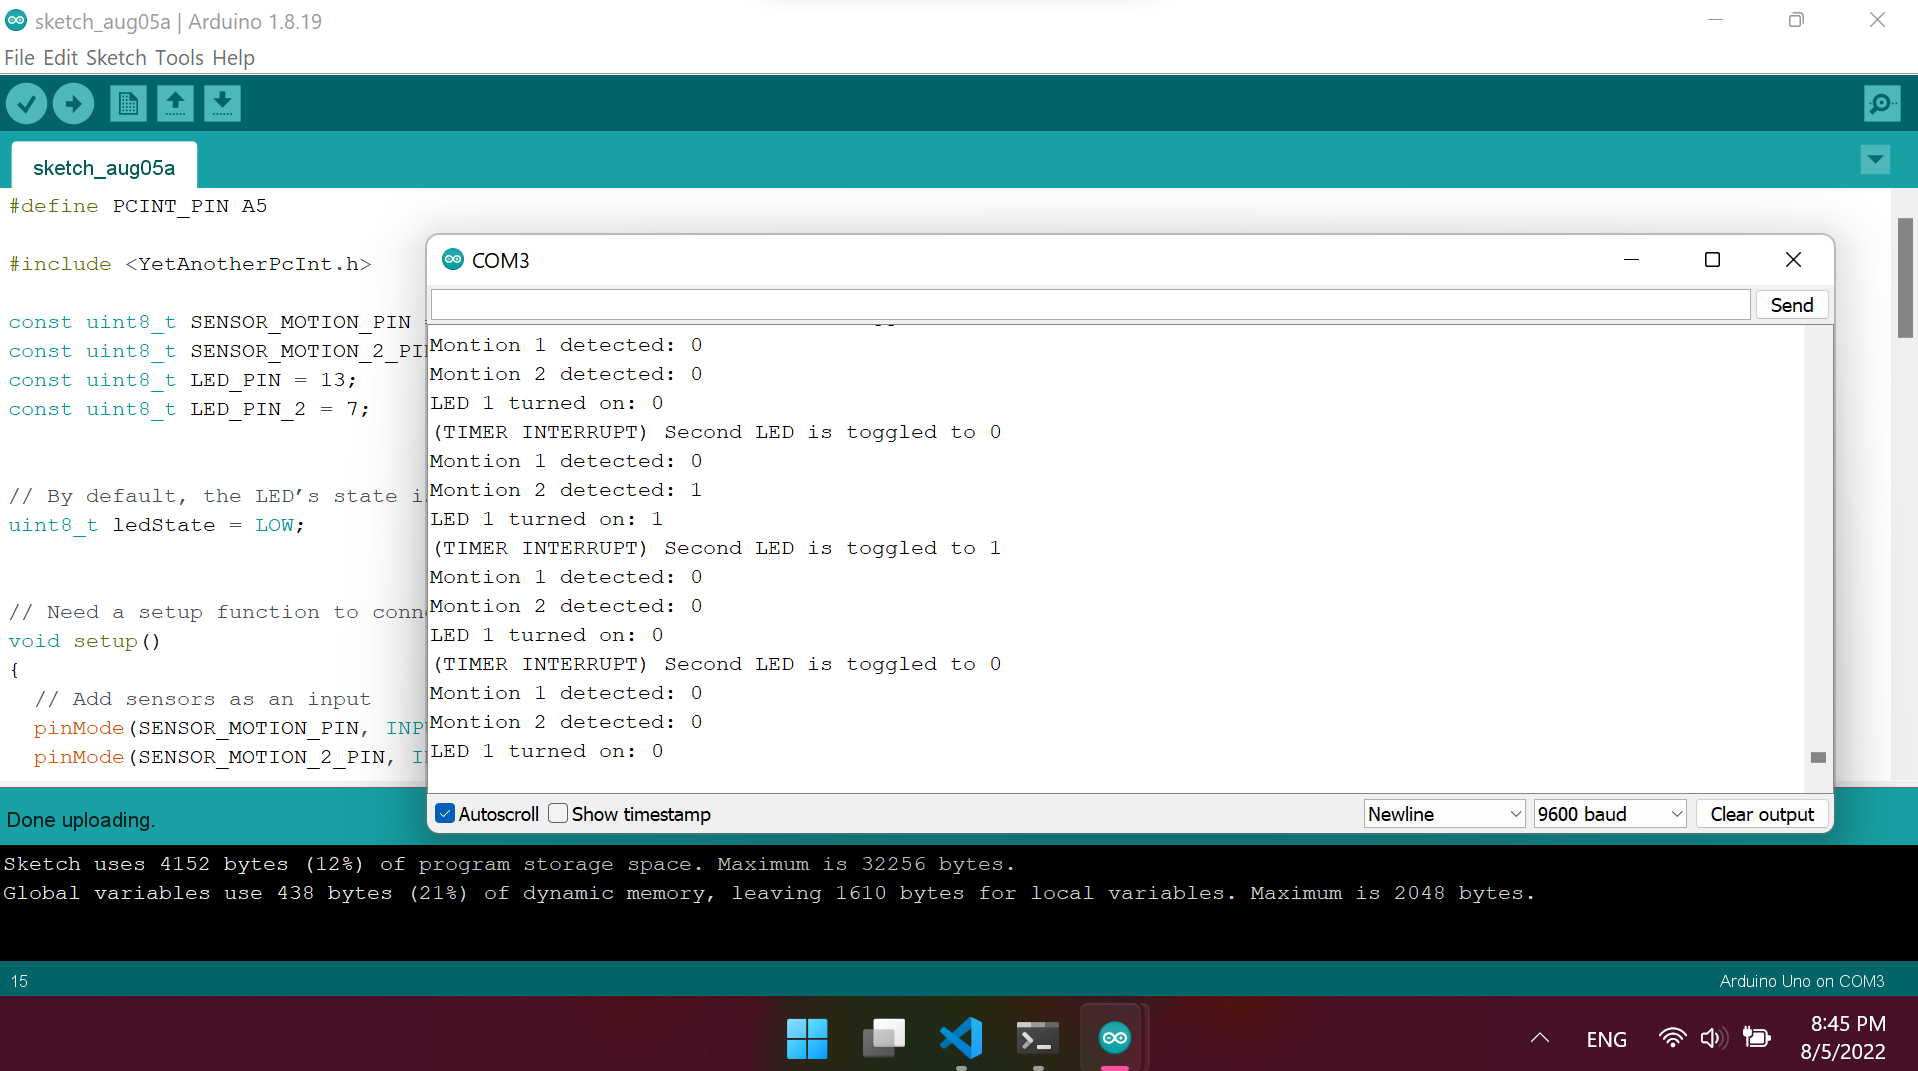 sketch_aug05a | Arduino 1.8.19
File Edit Sketch Tools Help
sketch_aug05a
#define PCINT_PIN A5
#include <YetAnotherPcInt.h>
const uint8_t SENSOR_MOTION_PIN
const uint8_t SENSOR_MOTION_2_PIN
const uint8_t LED_PIN = 13;
const uint8_t LED_PIN_2 = 7;
// By default, the LED’s state i
uint8_t ledState = LOW;
// Need a setup function to conn
void setup()
{
// Add sensors as an input
pinMode(SENSOR_MOTION_PIN, INP
pinMode(SENSOR_MOTION_2_PIN, I
COM3
Send
Montion 1 detected: 0
Montion 2 detected: 0
LED 1 turned on: 0
(TIMER INTERRUPT) Second LED is toggled to 0
Montion 1 detected: 0
Montion 2 detected: 1
LED 1 turned on: 1
(TIMER INTERRUPT) Second LED is toggled to 1
Montion 1 detected: 0
Montion 2 detected: 0
LED 1 turned on: 0
(TIMER INTERRUPT) Second LED is toggled to 0
Montion 1 detected: 0
Montion 2 detected: 0
LED 1 turned on: 0
Autoscroll Show timestamp Newline 9600 baud Clear output
Done uploading.
Sketch uses 4152 bytes (12%) of program storage space. Maximum is 32256 bytes.
Global variables use 438 bytes (21%) of dynamic memory, leaving 1610 bytes for local variables. Maximum is 2048 bytes.
15 Arduino Uno on COM3
ENG
8:45 PM
8/5/2022